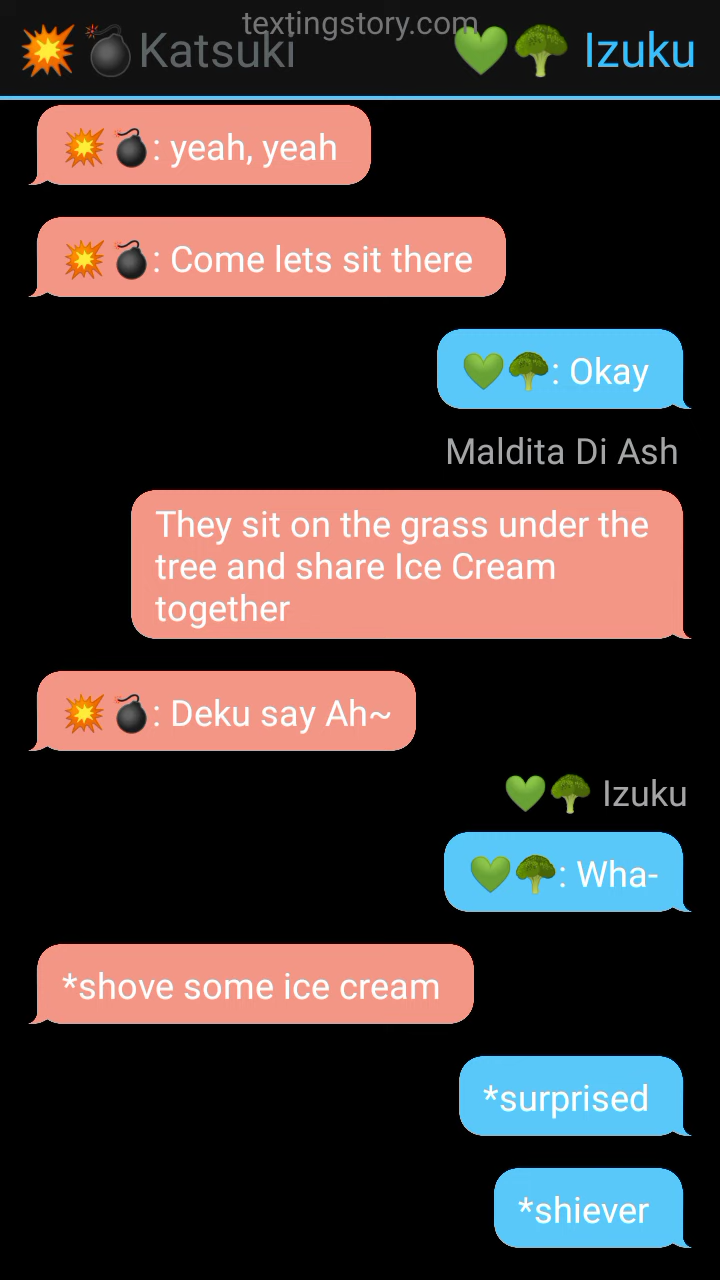 textingstory.com
💥💣Katsuki
💚🥦 Izuku
💥💣: yeah, yeah
💥💣: Come lets sit there
💚🥦: Okay
Maldita Di Ash
They sit on the grass under the
tree and share Ice Cream
together
💥💣: Deku say Ah~
💚🥦 Izuku
💚🥦: Wha-
*shove some ice cream
*surprised
*shiever